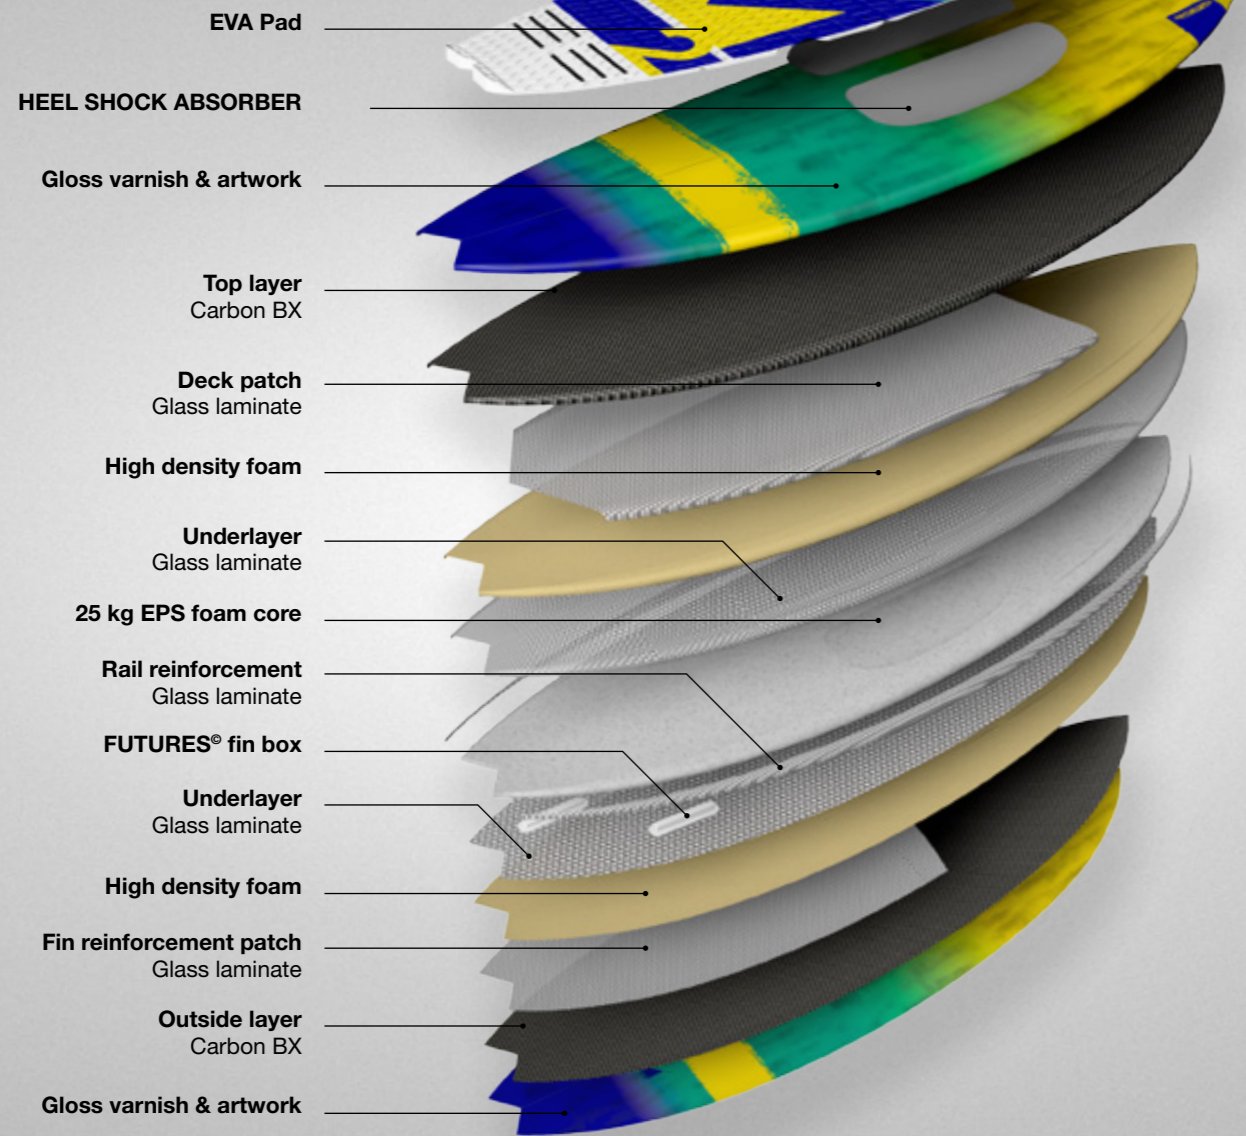 EVA Pad
HEEL SHOCK ABSORBER
Gloss varnish & artwork
Top layer
Carbon BX
Deck patch
Glass laminate
High density foam
Underlayer
Glass laminate
25 kg EPS foam core
Rail reinforcement
Glass laminate
FUTURES© fin box
Underlayer
Glass laminate
High density foam
Fin reinforcement patch
Glass laminate
Outside layer
Carbon BX
Gloss varnish & artwork